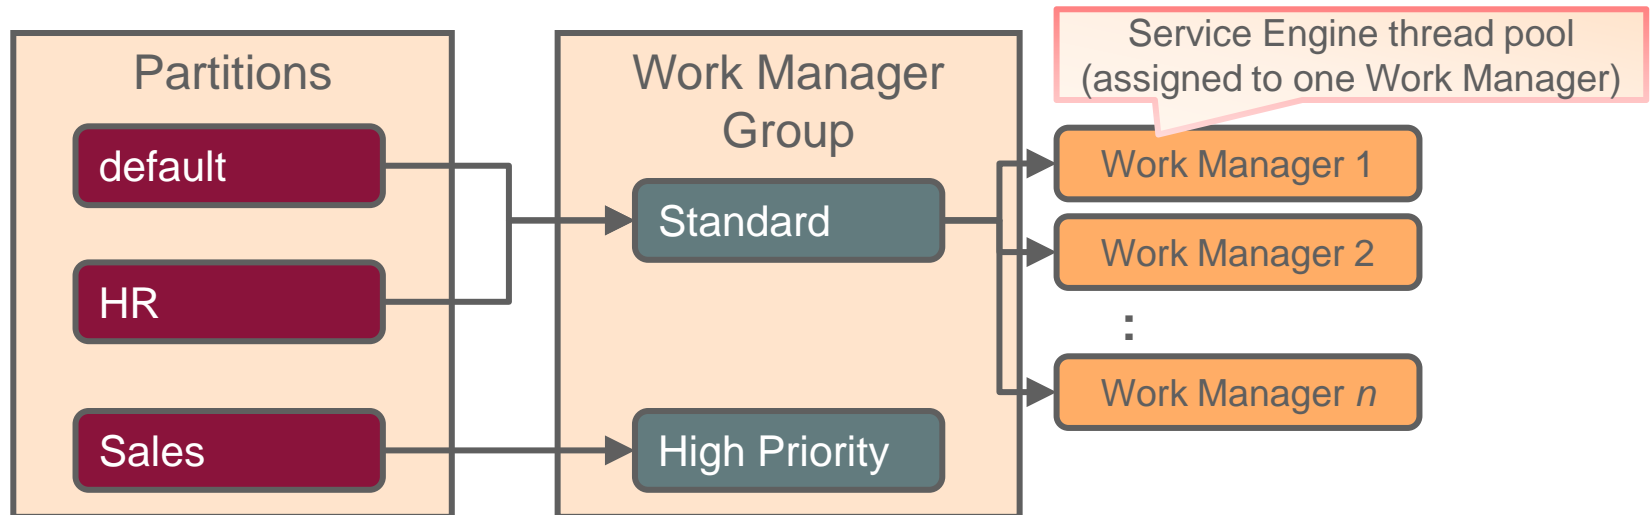 Partitions
default
HR
Sales
Work Manager
Group
Standard
High Priority
Service Engine thread pool
(assigned to one Work Manager)
Work Manager 1
Work Manager 2
:
Work Manager n